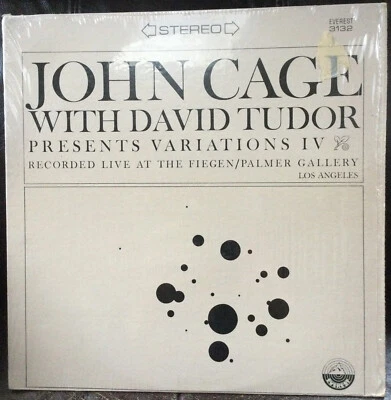 STEREO
EVEREST
3132
JOHN CAGE
WITH DAVID TUDOR
PRESENTS VARIATIONS IV
RECORDED LIVE AT THE FIEGEN/PALMER GALLERY
LOS ANGELES